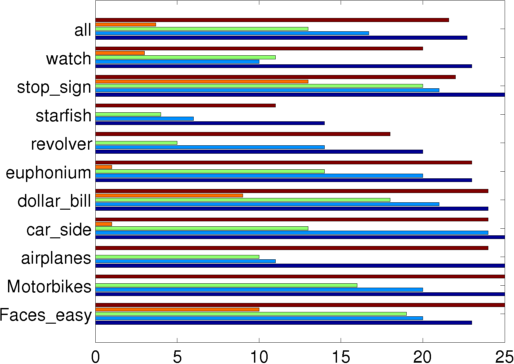 all
watch
stop_sign
starfish
revolver
euphonium
dollar_bill
car_side
airplanes
Motorbikes
Faces_easy
0 5 10 15 20 25